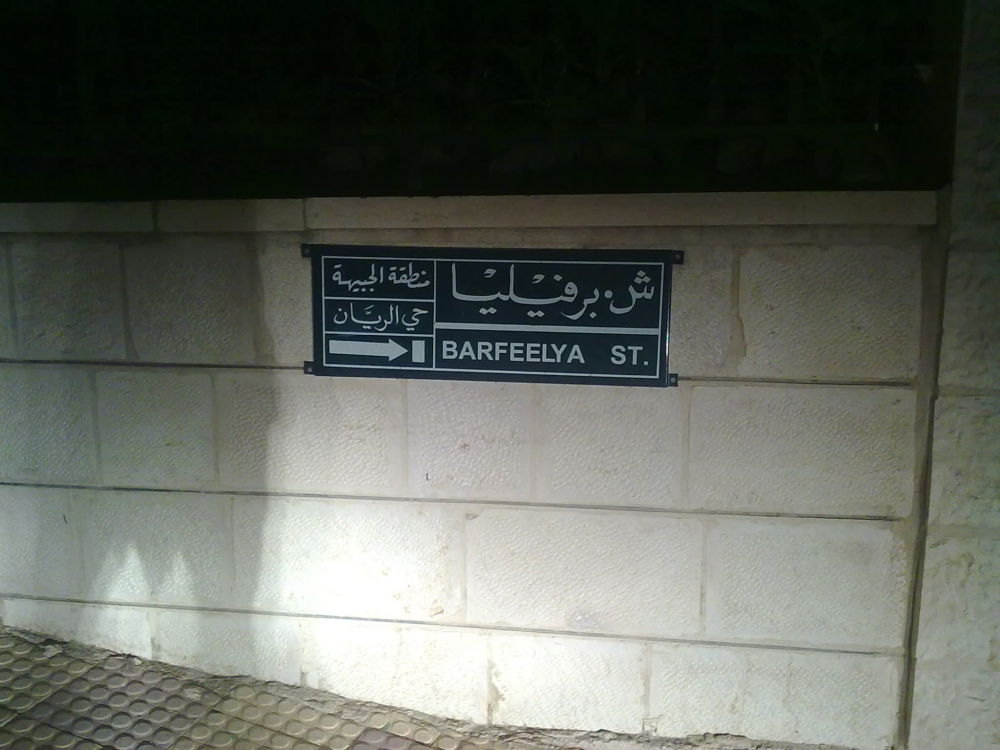 ش. برفيليا
BARFEELYA ST.
منطقة الجبيهة
حي الريان